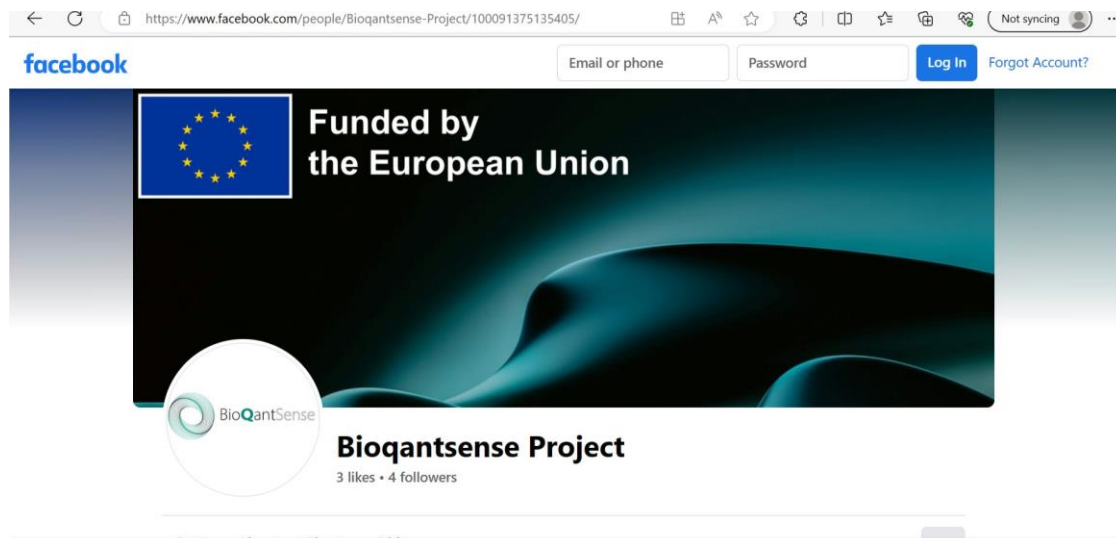 https://www.facebook.com/people/Bioqantsense-Project/100091375135405/
Not syncing
facebook
Email or phone
Password
Log In
Forgot Account?
Funded by
the European Union
BioQantSense
Bioqantsense Project
3 likes • 4 followers